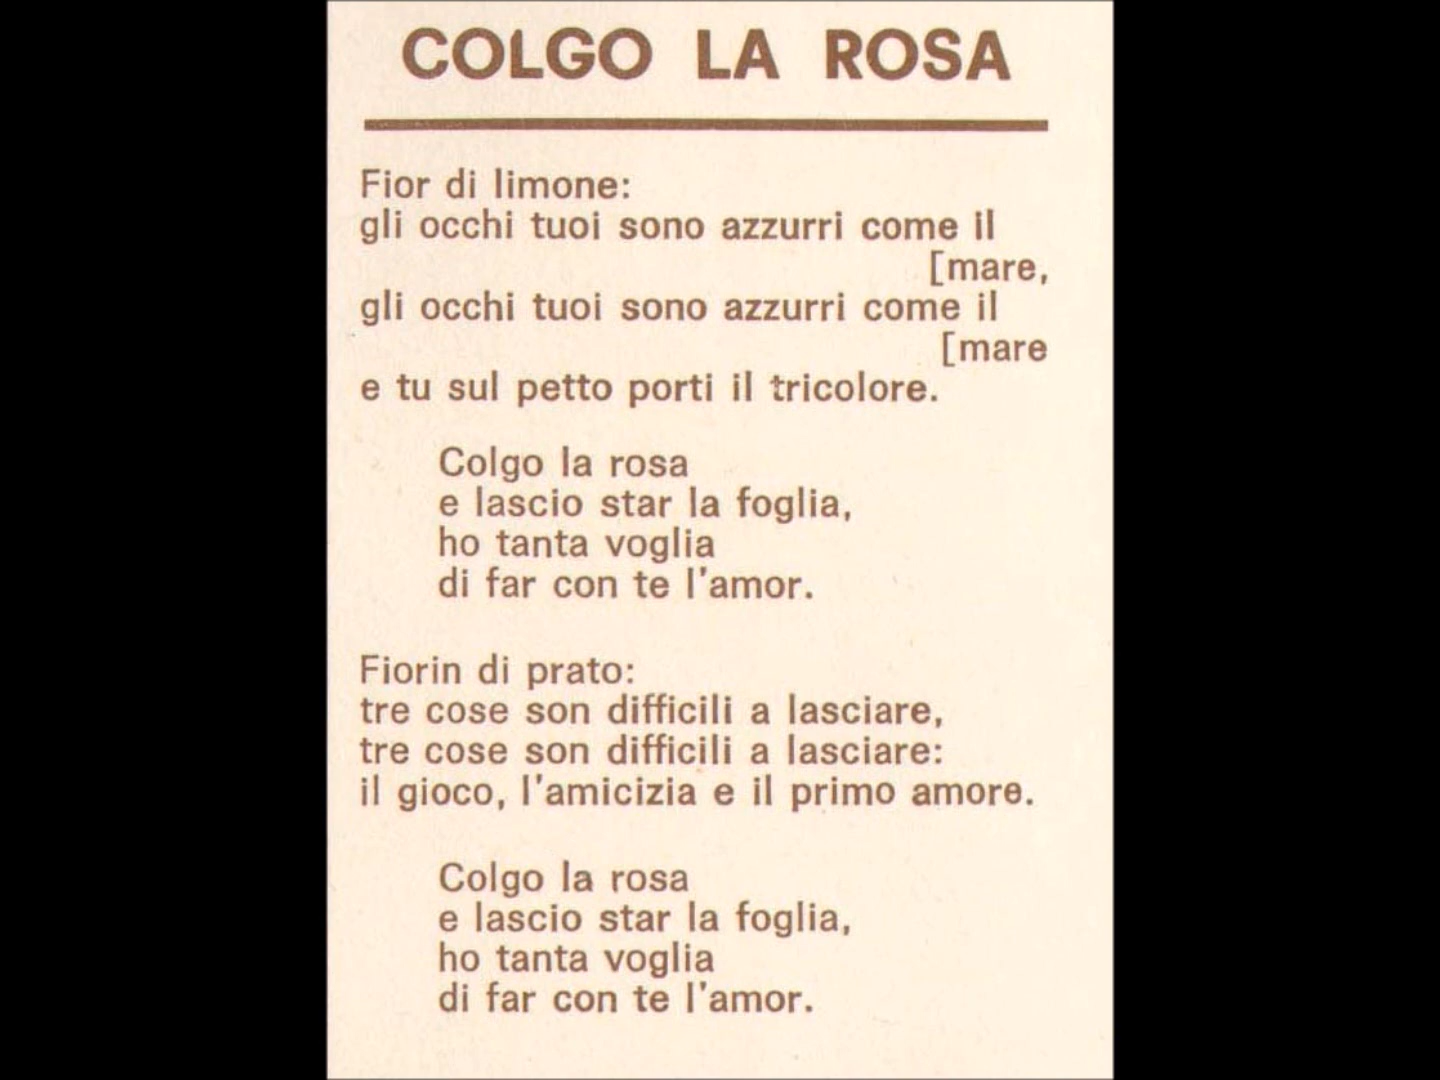 COLGO LA ROSA
Fior di limone:
gli occhi tuoi sono azzurri come il
[mare,
gli occhi tuoi sono azzurri come il
[mare
e tu sul petto porti il tricolore.
Colgo la rosa
e lascio star la foglia,
ho tanta voglia
di far con te l'amor.
Fiorin di prato:
tre cose son difficili a lasciare,
tre cose son difficili a lasciare:
il gioco, l'amicizia e il primo amore.
Colgo la rosa
e lascio star la foglia,
ho tanta voglia
di far con te l'amor.